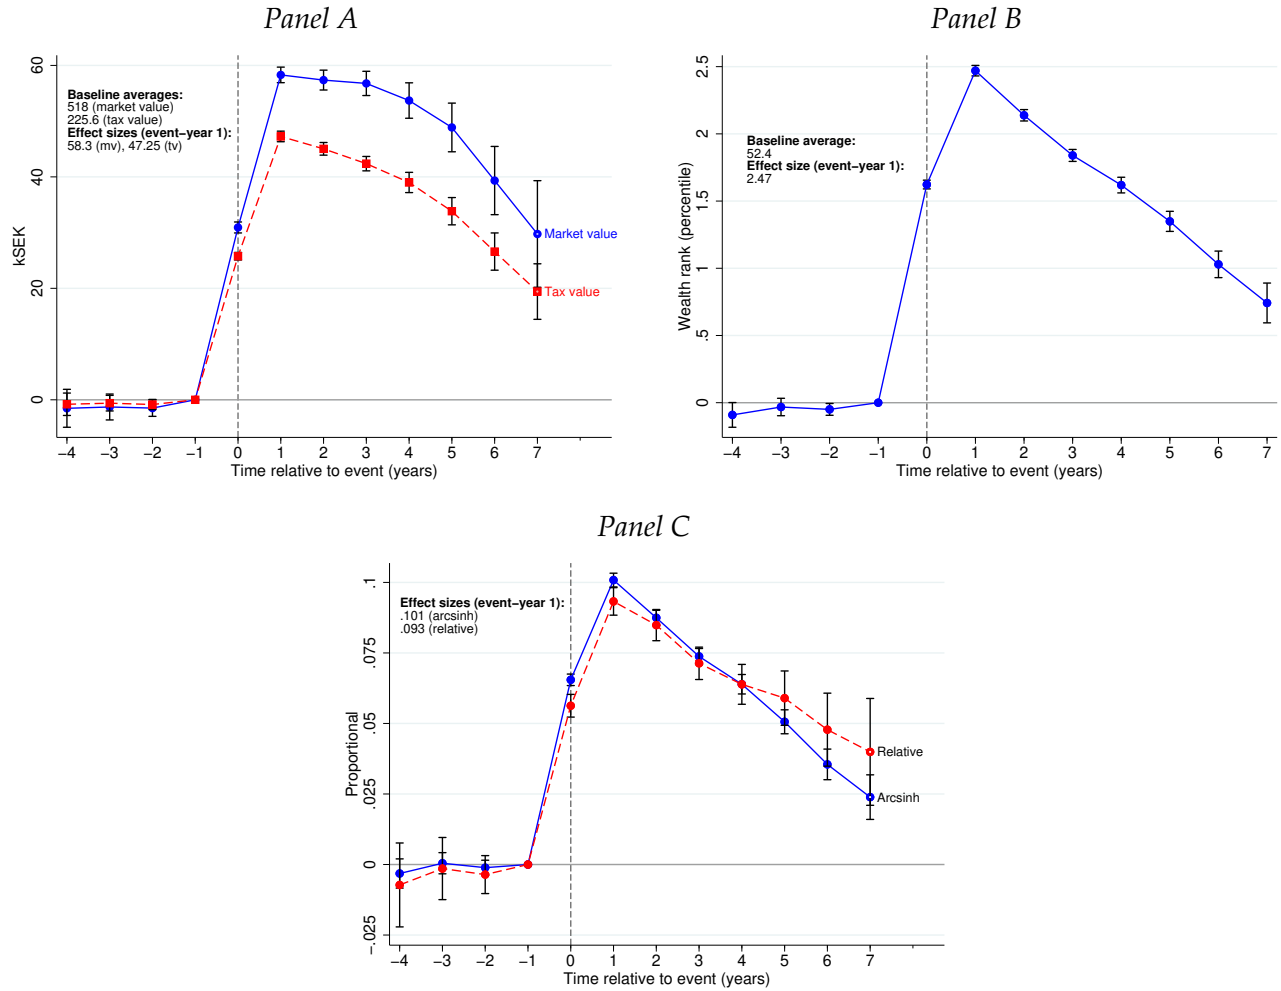 Panel A
60
40
20
0
kSEK
Baseline averages:
518 (market value)
225.6 (tax value)
Effect sizes (event−year 1):
58.3 (mv), 47.25 (tv)
Market value
Tax value
−4 −3 −2 −1 0 1 2 3 4 5 6 7
Time relative to event (years)
Panel B
2.5
2
1.5
1
.5
0
Wealth rank (percentile)
Baseline average:
52.4
Effect size (event−year 1):
2.47
−4 −3 −2 −1 0 1 2 3 4 5 6 7
Time relative to event (years)
Panel C
.1
.075
.05
.025
0
−.025
Proportional
Effect sizes (event−year 1):
.101 (arcsinh)
.093 (relative)
Relative
Arcsinh
−4 −3 −2 −1 0 1 2 3 4 5 6 7
Time relative to event (years)